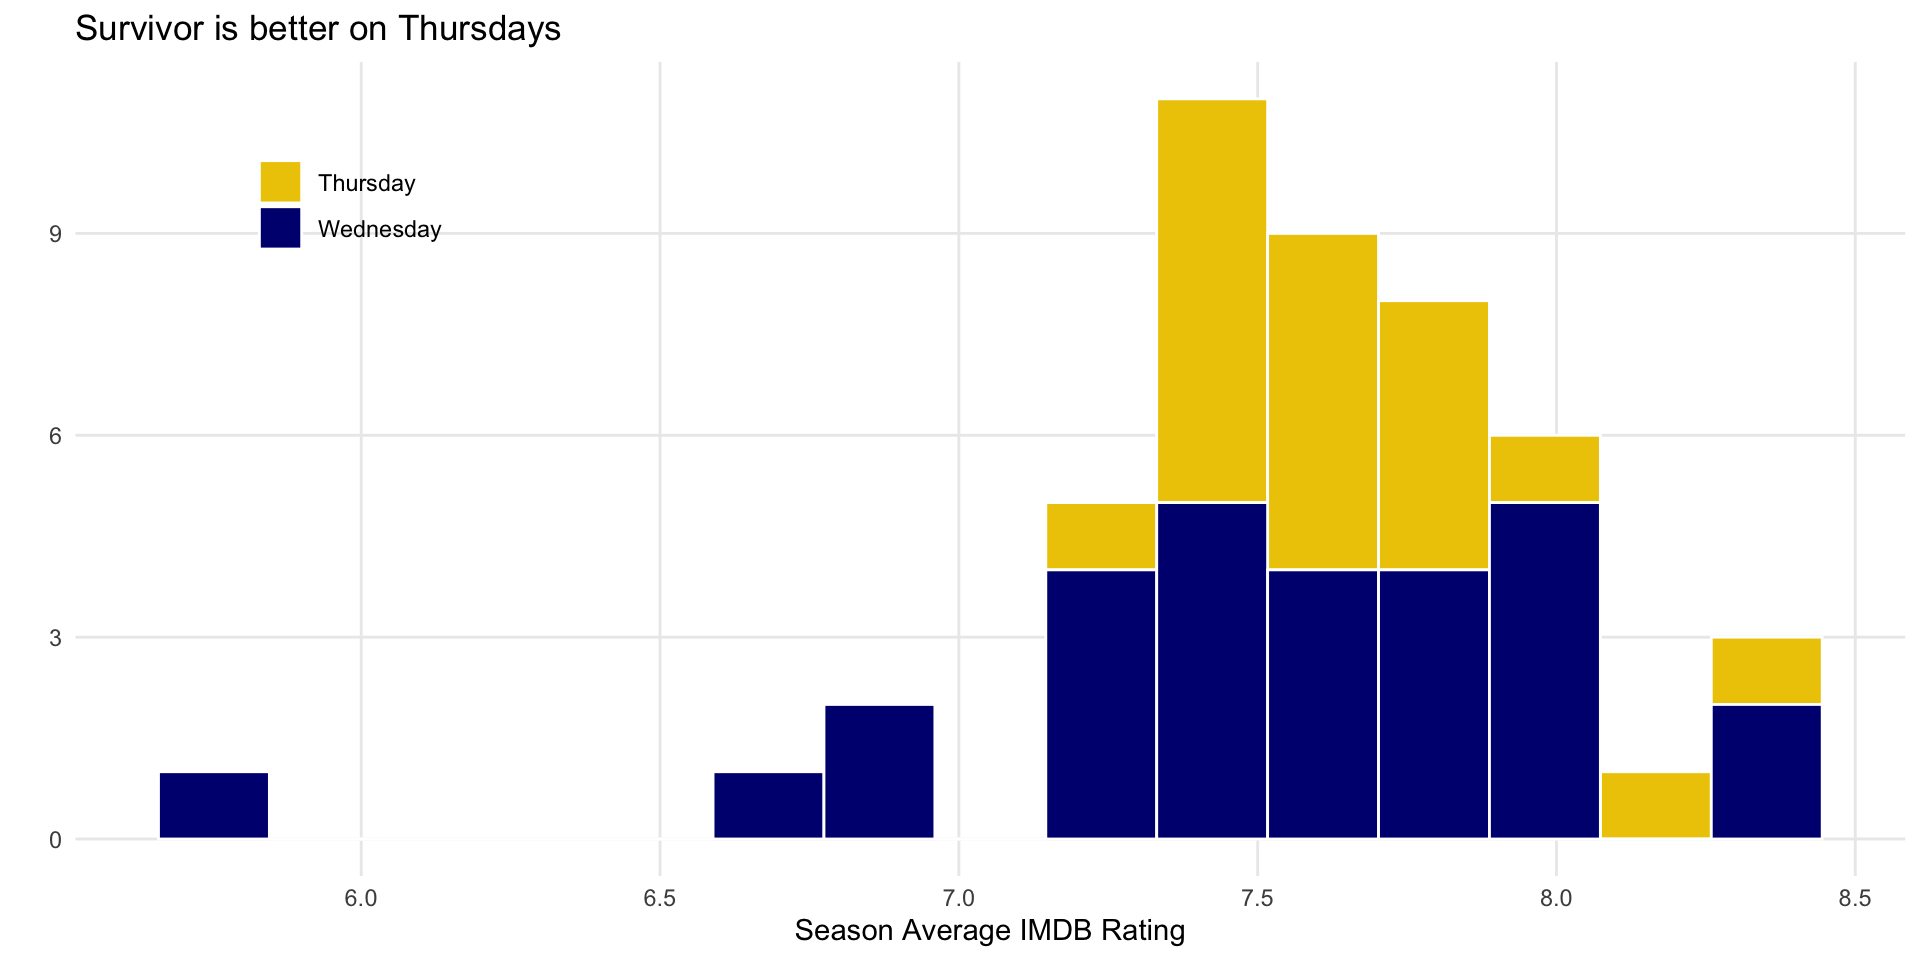 Survivor is better on Thursdays
Thursday
Wednesday
9
6
3
0
6.0 6.5 7.0 7.5 8.0 8.5
Season Average IMDB Rating